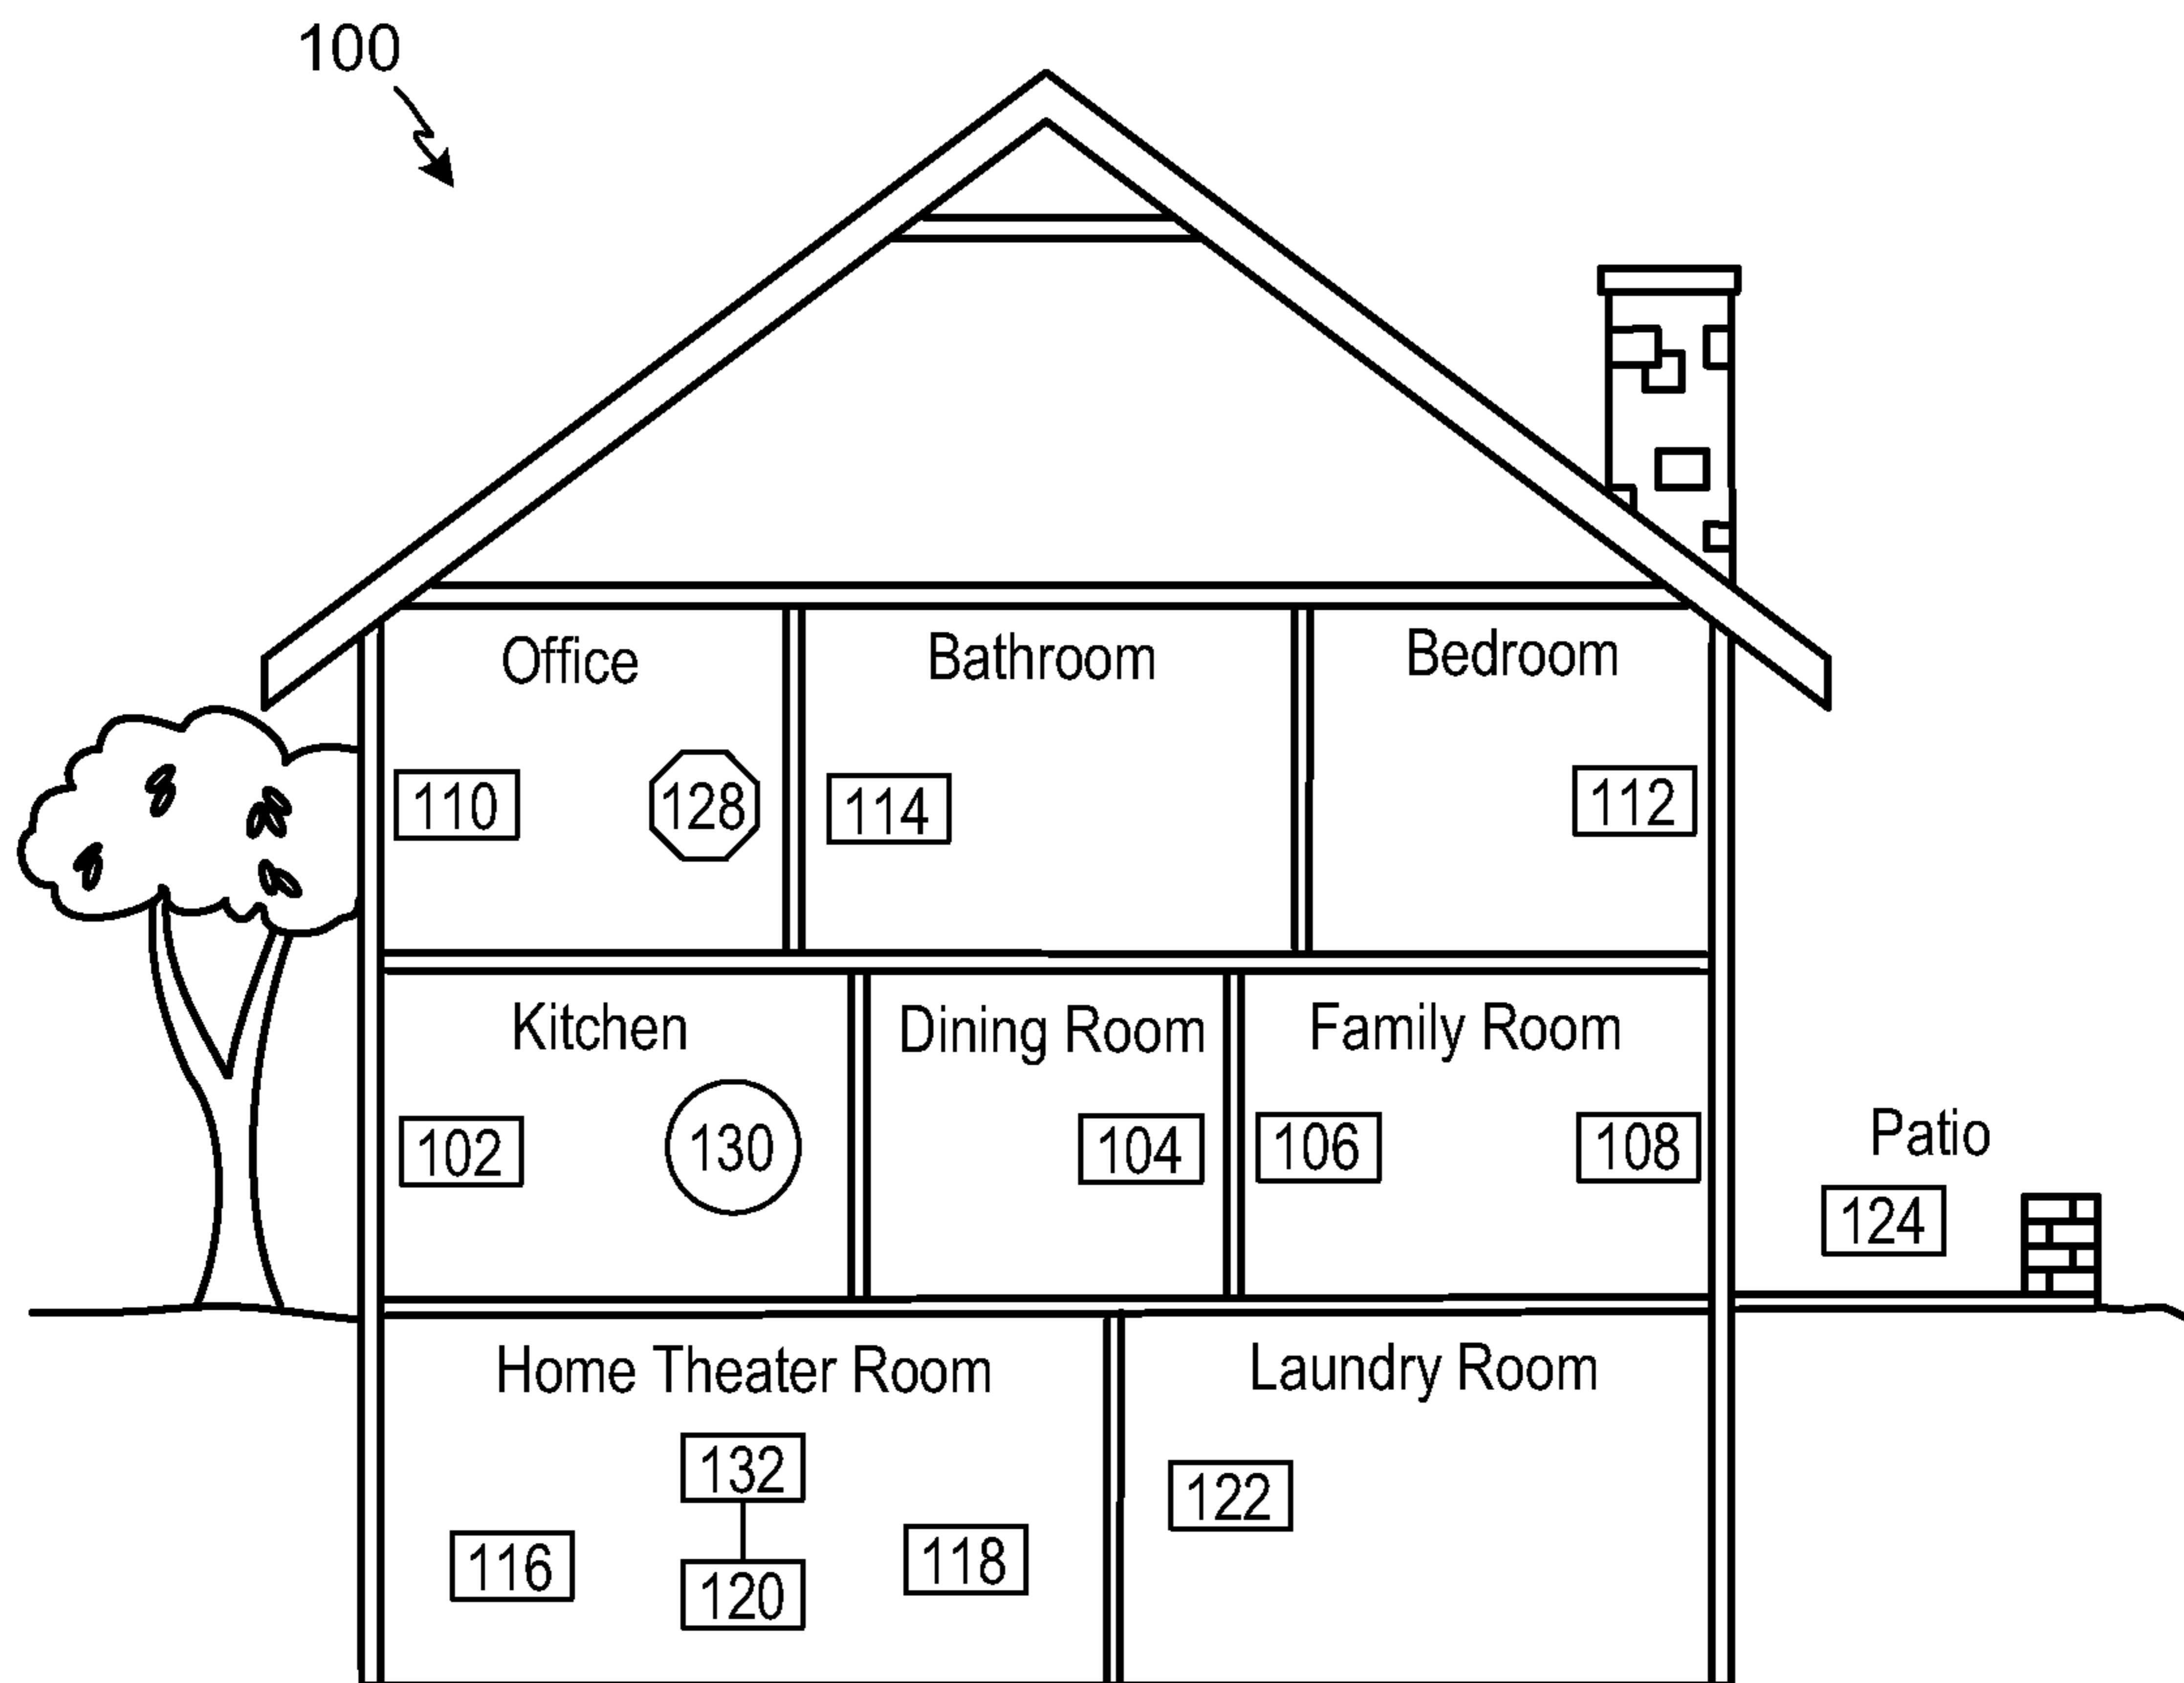 100
Office
Bathroom
Bedroom
110
128
114
112
Kitchen
Dining Room
Family Room
102
130
104
106
108
Patio
124
Home Theater Room
Laundry Room
132
122
116
120
118